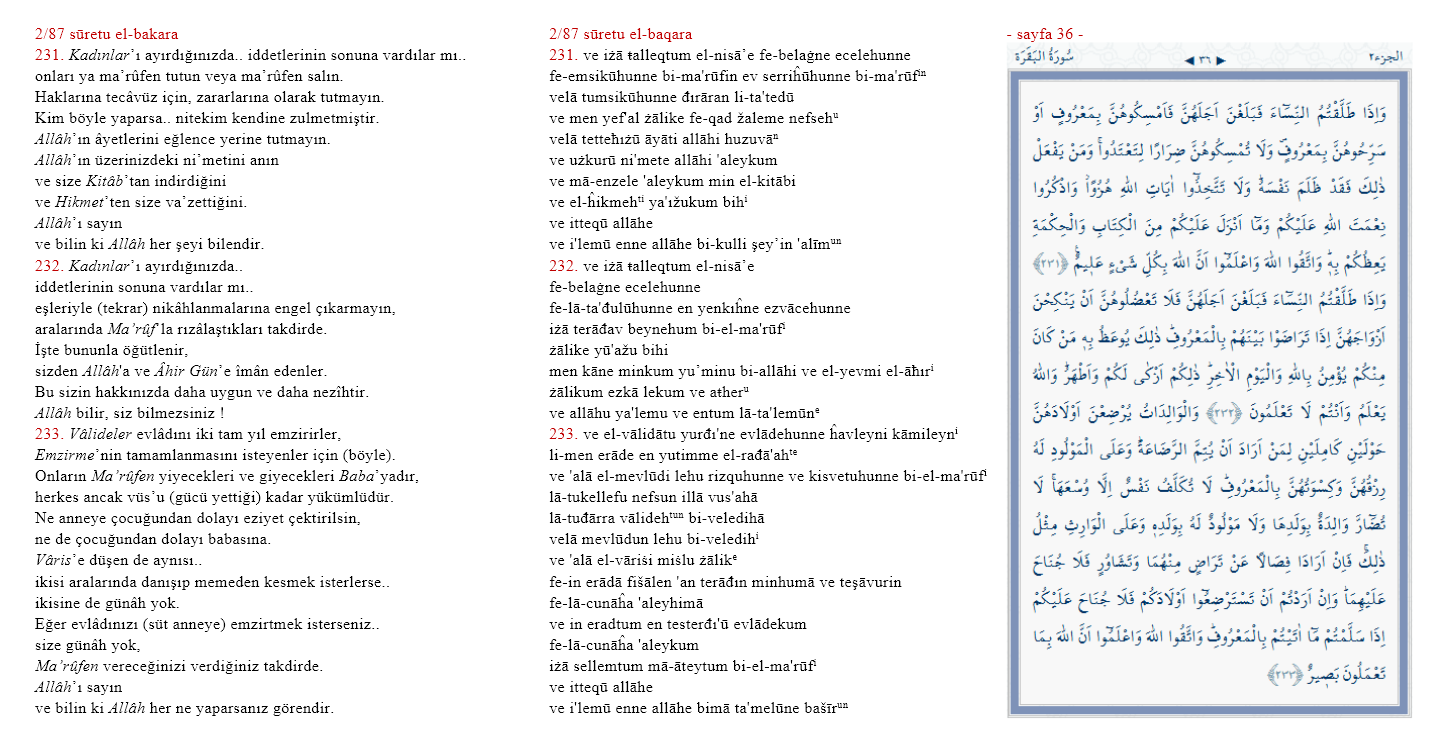 2/87 sūretu el-bakara
231. Kadınlar’ı ayırdığınızda.. iddetlerinin sonuna vardılar mı..
onları ya ma’rûfen tutun veya ma’rûfen salın.
Haklarına tecâvüz için, zararlarına olarak tutmayın.
Kim böyle yaparsa.. nitekim kendine zulmetmiştir.
Allâh’ın âyetlerini eğlence yerine tutmayın.
Allâh’ın üzerinizdeki ni’metini anın
ve size Kitâb’tan indirdiğini
ve Hikmet’ten size va’zettiğini.
Allâh’ı sayın
ve bilin ki Allâh her şeyi bilendir.
232. Kadınlar’ı ayırdığınızda..
iddetlerinin sonuna vardılar mı..
eşleriyle (tekrar) nikâhlanmalarına engel çıkarmayın,
aralarında Ma’rûf'la rızâlaştıkları takdirde.
İşte bununla öğütlenir,
sizden Allâh'a ve Âhir Gün’e îmân edenler.
Bu sizin hakkınızda daha uygun ve daha nezîhtir.
Allâh bilir, siz bilmezsiniz !
233. Vâlideler evlâdını iki tam yıl emzirirler,
Emzirme’nin tamamlanmasını isteyenler için (böyle).
Onların Ma’rûfen yiyecekleri ve giyecekleri Baba’yadır,
herkes ancak vüs’u (gücü yettiği) kadar yükümlüdür.
Ne anneye çocuğundan dolayı eziyet çektirilsin,
ne de çocuğundan dolayı babasına.
Vâris’e düşen de aynısı..
ikisi aralarında danışıp memeden kesmek isterlerse..
ikisine de günâh yok.
Eğer evlâdınızı (süt anneye) emzirtmek isterseniz..
size günâh yok,
Ma’rûfen vereceğinizi verdiğiniz takdirde.
Allâh’ı sayın
ve bilin ki Allâh her ne yaparsanız görendir.
2/87 sūretu el-baqara
231. ve iżā ŧalleqtum el-nisā’e fe-belaġne ecelehunne
fe-emsikūhunne bi-ma'rūfin ev serriĥūhunne bi-ma'rūfⁱⁿ
velā tumsikūhunne đırāran li-ta'tedū
ve men yef'al żālike fe-qad žaleme nefsehᵘ
velā tetteħıżū āyāti allāhi huzuvāⁿ
ve użkurū ni'mete allāhi 'aleykum
ve mā-enzele 'aleykum min el-kitābi
ve el-ĥikmehᵗⁱ ya'ıžukum bihⁱ
ve itteqū allāhe
ve i'lemū enne allāhe bi-kulli şey’in 'alīmᵘⁿ
232. ve iżā ŧalleqtum el-nisā’e
fe-belaġne ecelehunne
fe-lā-ta'đulūhunne en yenkıĥne ezvācehunne
iżā terāđav beynehum bi-el-ma'rūfⁱ
żālike yū'ažu bihi
men kāne minkum yu’minu bi-allāhi ve el-yevmi el-āħırⁱ
żālikum ezkā lekum ve aŧherᵘ
ve allāhu ya'lemu ve entum lā-ta'lemūnᵉ
233. ve el-vālidātu yurđı'ne evlādehunne ĥavleyni kāmileynⁱ
li-men erāde en yutimme el-rađā'ahᵗᵉ
ve 'alā el-mevlūdi lehu rizquhunne ve kisvetuhunne bi-el-ma'rūfⁱ
lā-tukellefu nefsun illā vus'ahā
lā-tuđārra vālidehᵗᵘⁿ bi-veledihā
velā mevlūdun lehu bi-veledihⁱ
ve 'alā el-vāriśi miślu żālikᵉ
fe-in erādā fišālen 'an terāđın minhumā ve teşāvurin
fe-lā-cunāĥa 'aleyhimā
ve in eradtum en testerđı'ū evlādekum
fe-lā-cunāĥa 'aleykum
iżā sellemtum mā-āteytum bi-el-ma'rūfⁱ
ve itteqū allāhe
ve i'lemū enne allāhe bimā ta'melūne bašīrᵘⁿ
- sayfa 36 -
الجزء٢ ◄ ٣٦ ► سُورَةُ البَقَرَة
وَاِذَا طَلَّقْتُمُ النِّسَٓاءَ فَبَلَغْنَ اَجَلَهُنَّ فَاَمْسِكُوهُنَّ بِمَعْرُوفٍ اَوْ
سَرِّحُوهُنَّ بِمَعْرُوفٍۖ وَلَا تُمْسِكُوهُنَّ ضِرَارًا لِتَعْتَدُواۚ وَمَنْ يَفْعَلْ
ذٰلِكَ فَقَدْ ظَلَمَ نَفْسَهُۜ وَلَا تَتَّخِذُٓوا اٰيَاتِ اللّٰهِ هُزُوًاۘ وَاذْكُرُوا
نِعْمَتَ اللّٰهِ عَلَيْكُمْ وَمَٓا اَنْزَلَ عَلَيْكُمْ مِنَ الْكِتَابِ وَالْحِكْمَةِ
يَعِظُكُمْ بِهٖۜ وَاتَّقُوا اللّٰهَ وَاعْلَمُٓوا اَنَّ اللّٰهَ بِكُلِّ شَيْءٍ عَلٖيمٌ ﴿٢٣١﴾
وَاِذَا طَلَّقْتُمُ النِّسَٓاءَ فَبَلَغْنَ اَجَلَهُنَّ فَلَا تَعْضُلُوهُنَّ اَنْ يَنْكِحْنَ
اَزْوَاجَهُنَّ اِذَا تَرَاضَوْا بَيْنَهُمْ بِالْمَعْرُوفِۜ ذٰلِكَ يُوعَظُ بِهٖ مَنْ كَانَ
مِنْكُمْ يُؤْمِنُ بِاللّٰهِ وَالْيَوْمِ الْاٰخِرِۜ ذٰلِكُمْ اَزْكٰى لَكُمْ وَاَطْهَرُۜ وَاللّٰهُ
يَعْلَمُ وَاَنْتُمْ لَا تَعْلَمُونَ ﴿٢٣٢﴾ وَالْوَالِدَاتُ يُرْضِعْنَ اَوْلَادَهُنَّ
حَوْلَيْنِ كَامِلَيْنِ لِمَنْ اَرَادَ اَنْ يُتِمَّ الرَّضَاعَةَۜ وَعَلَى الْمَوْلُودِ لَهُ
رِزْقُهُنَّ وَكِسْوَتُهُنَّ بِالْمَعْرُوفِۜ لَا تُكَلَّفُ نَفْسٌ اِلَّا وُسْعَهَاۚ لَا
تُضَٓارَّ وَالِدَةٌ بِوَلَدِهَا وَلَا مَوْلُودٌ لَهُ بِوَلَدِهٖ وَعَلَى الْوَارِثِ مِثْلُ
ذٰلِكَۚ فَاِنْ اَرَادَا فِصَالًا عَنْ تَرَاضٍ مِنْهُمَا وَتَشَاوُرٍ فَلَا جُنَاحَ
عَلَيْهِمَاۜ وَاِنْ اَرَدْتُمْ اَنْ تَسْتَرْضِعُٓوا اَوْلَادَكُمْ فَلَا جُنَاحَ عَلَيْكُمْ
اِذَا سَلَّمْتُمْ مَٓا اٰتَيْتُمْ بِالْمَعْرُوفِۜ وَاتَّقُوا اللّٰهَ وَاعْلَمُٓوا اَنَّ اللّٰهَ بِمَا
تَعْمَلُونَ بَصٖيرٌ ﴿٢٣٣﴾